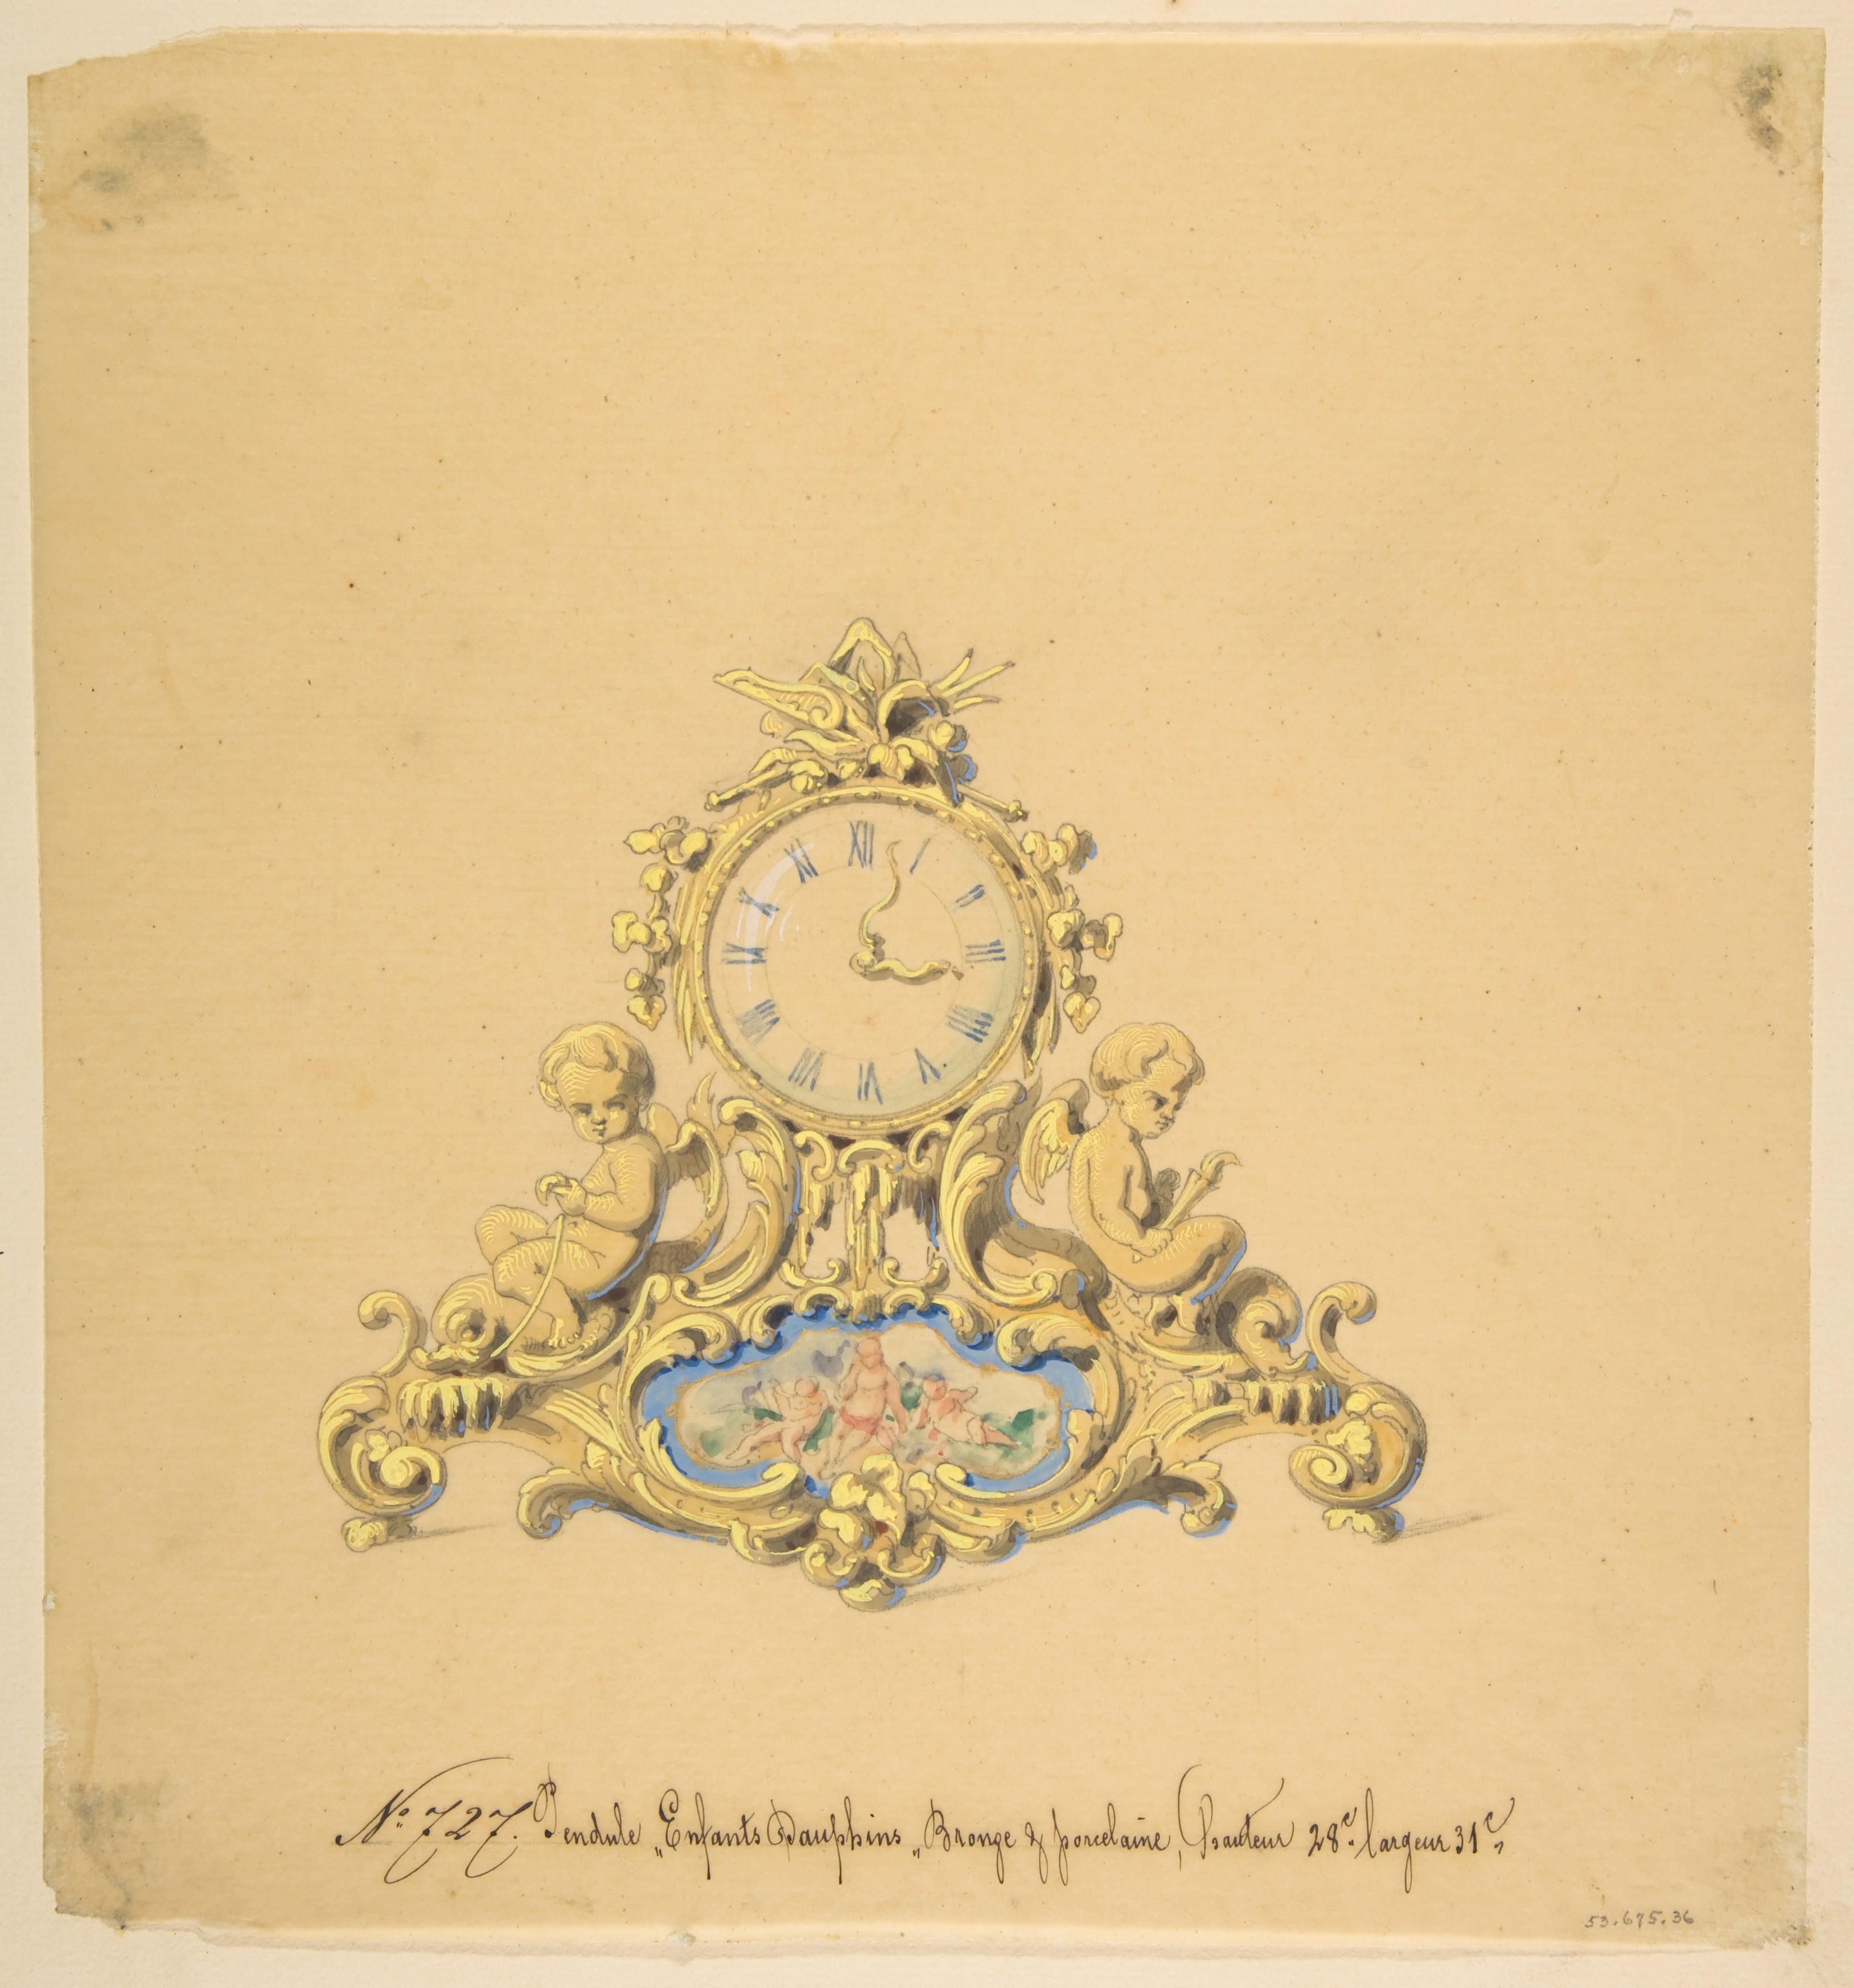 XII
I
II
III
IIII
V
VI
VII
VIII
IX
X
XI
No. 727. Pendule „Enfants Dauphins„ Bronze & porcelaine, (hauteur 28c. largeur 31c)
53.675.36